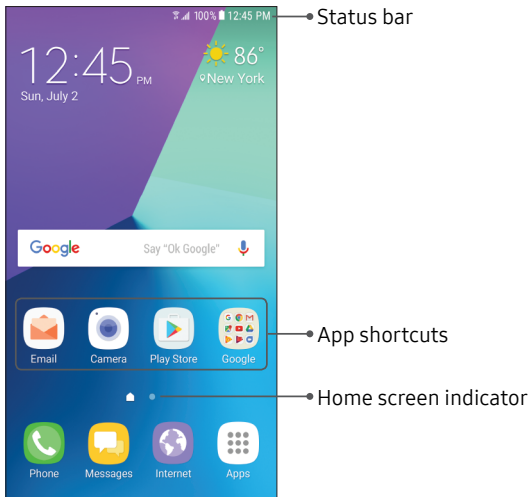 100% 12:45 PM
Status bar
12:45 PM
86°
New York
Sun, July 2
Google Say "Ok Google"
Email Camera Play Store Google
App shortcuts
Home screen indicator
Phone Messages Internet Apps